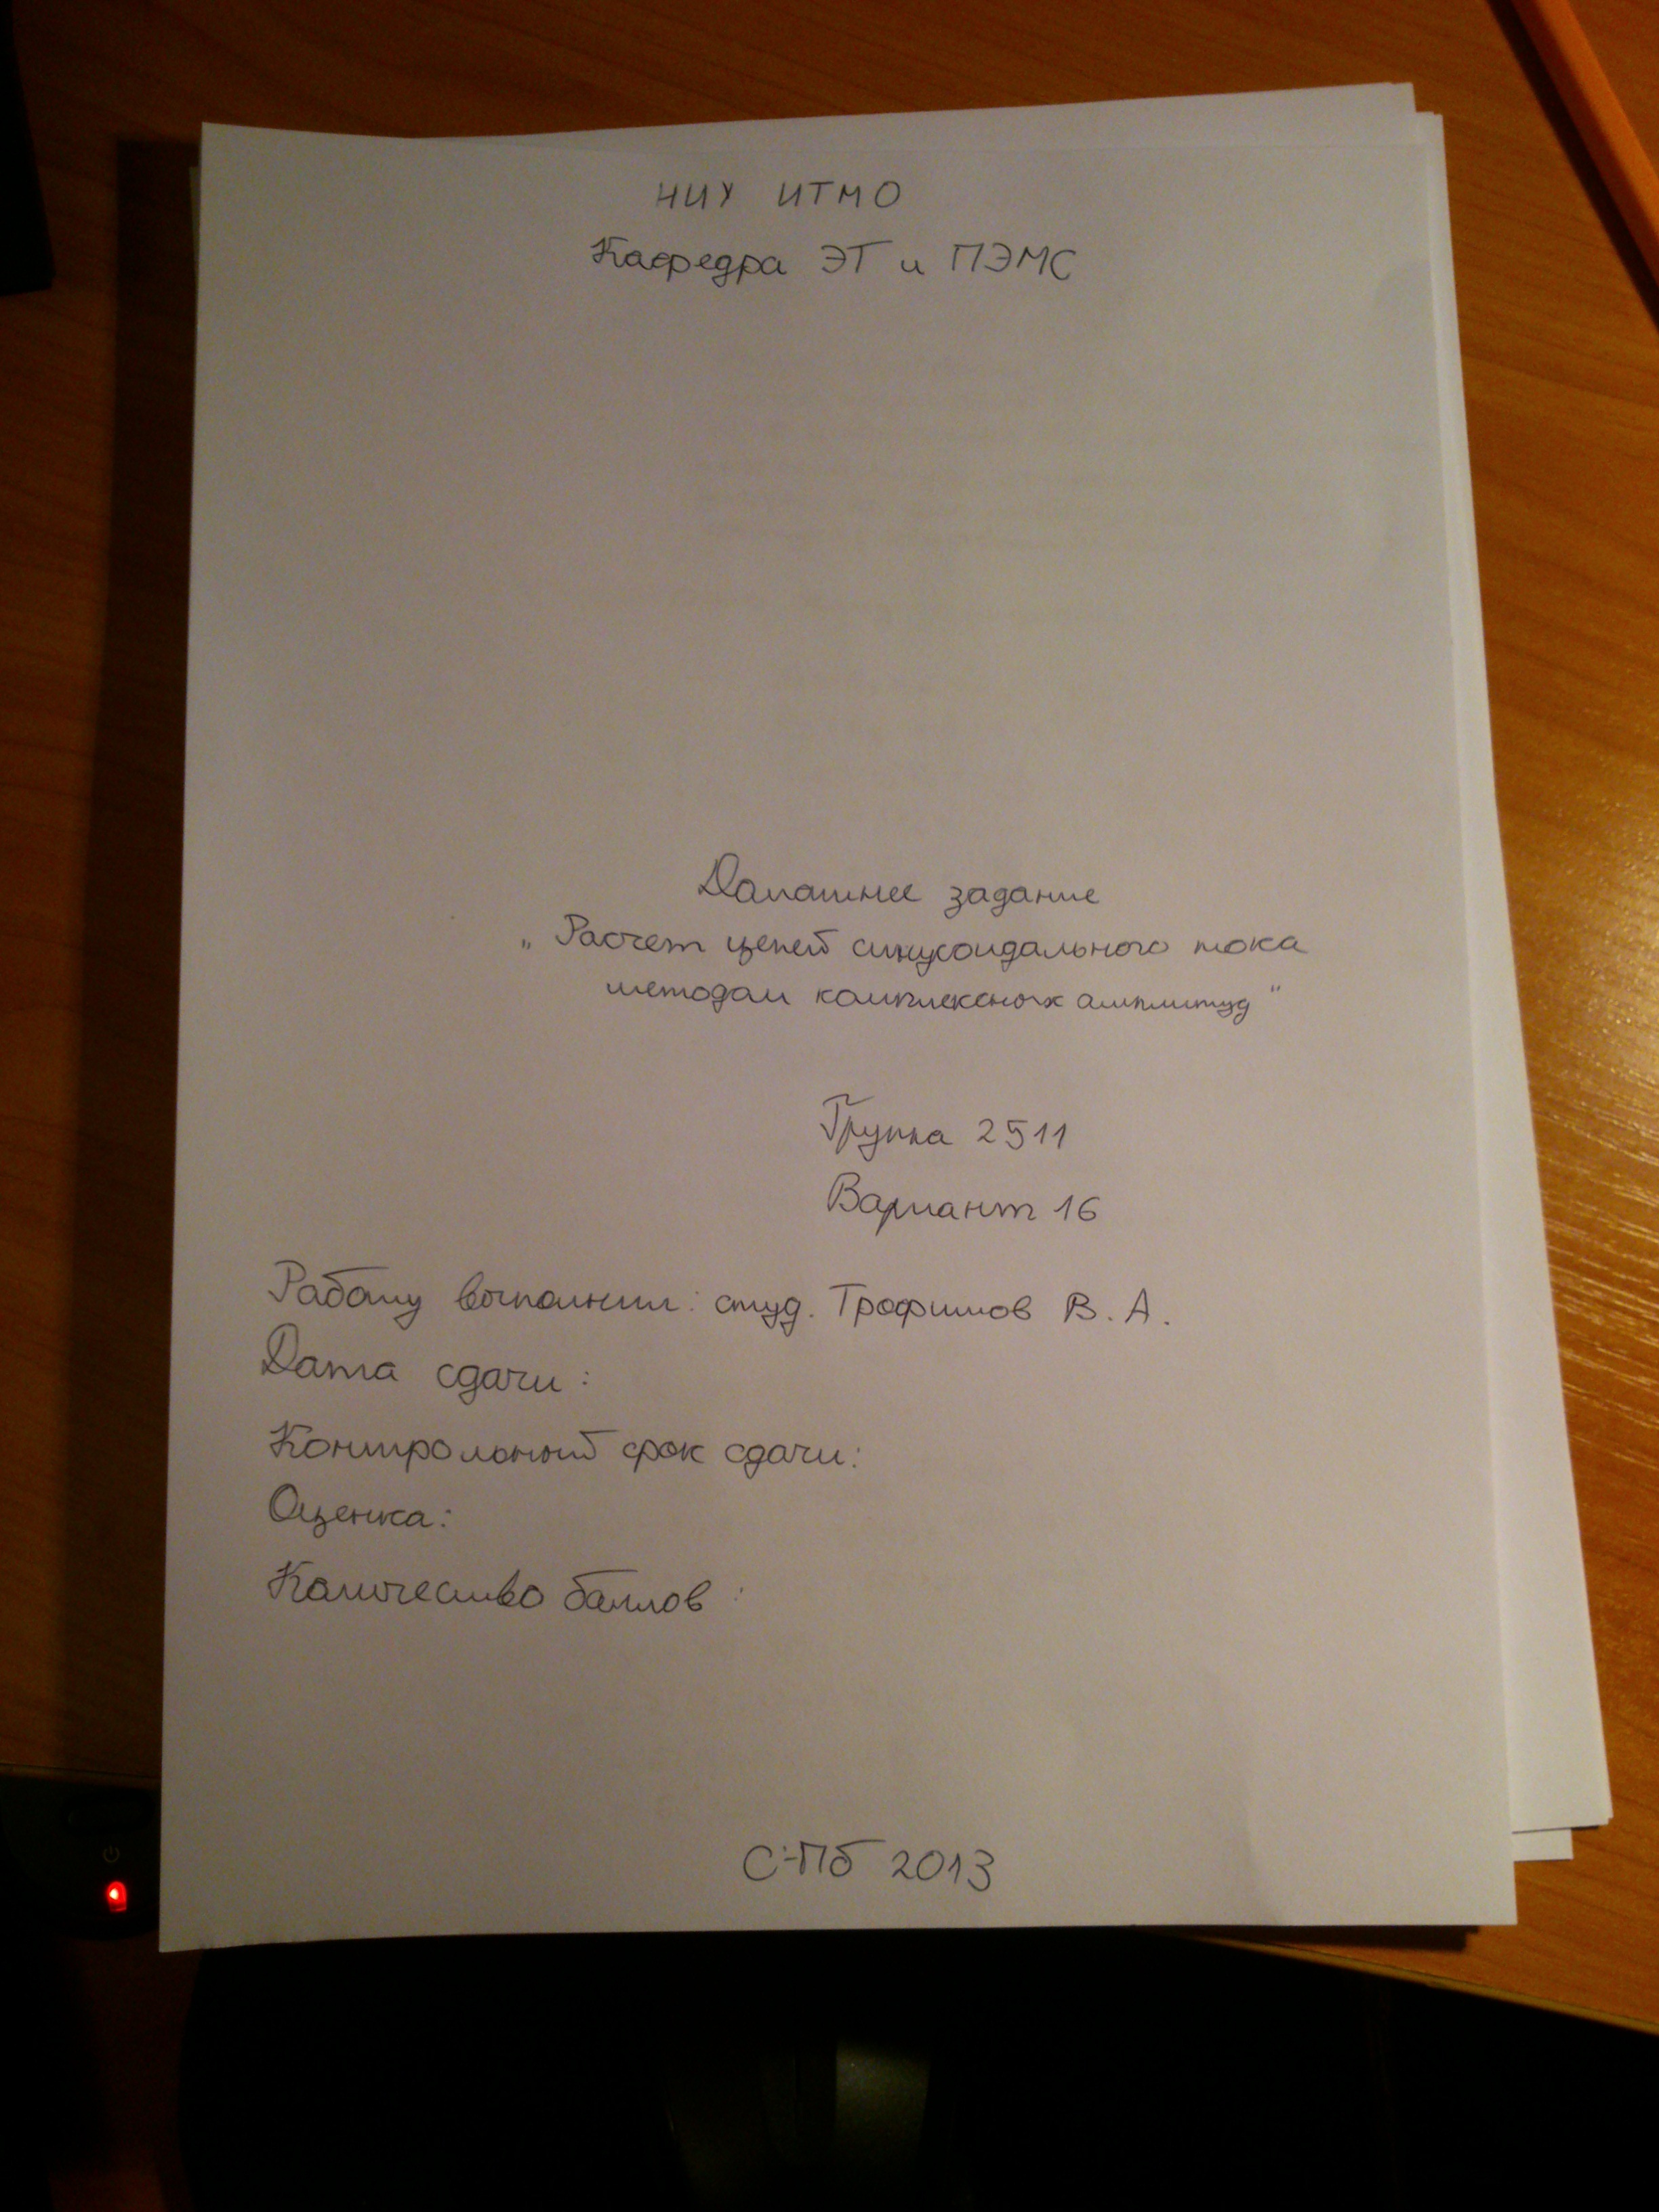 НИУ ИТМО
Кафедра ЭТ и ПЭМС
Домашнее задание
„Расчет цепей синусоидального тока
методом комплексных амплитуд"
Группа 2511
Вариант 16
Работу выполнил: студ. Трофимов В. А.
Дата сдачи:
Контрольный срок сдачи:
Оценка:
Количество баллов:
С-Пб 2013